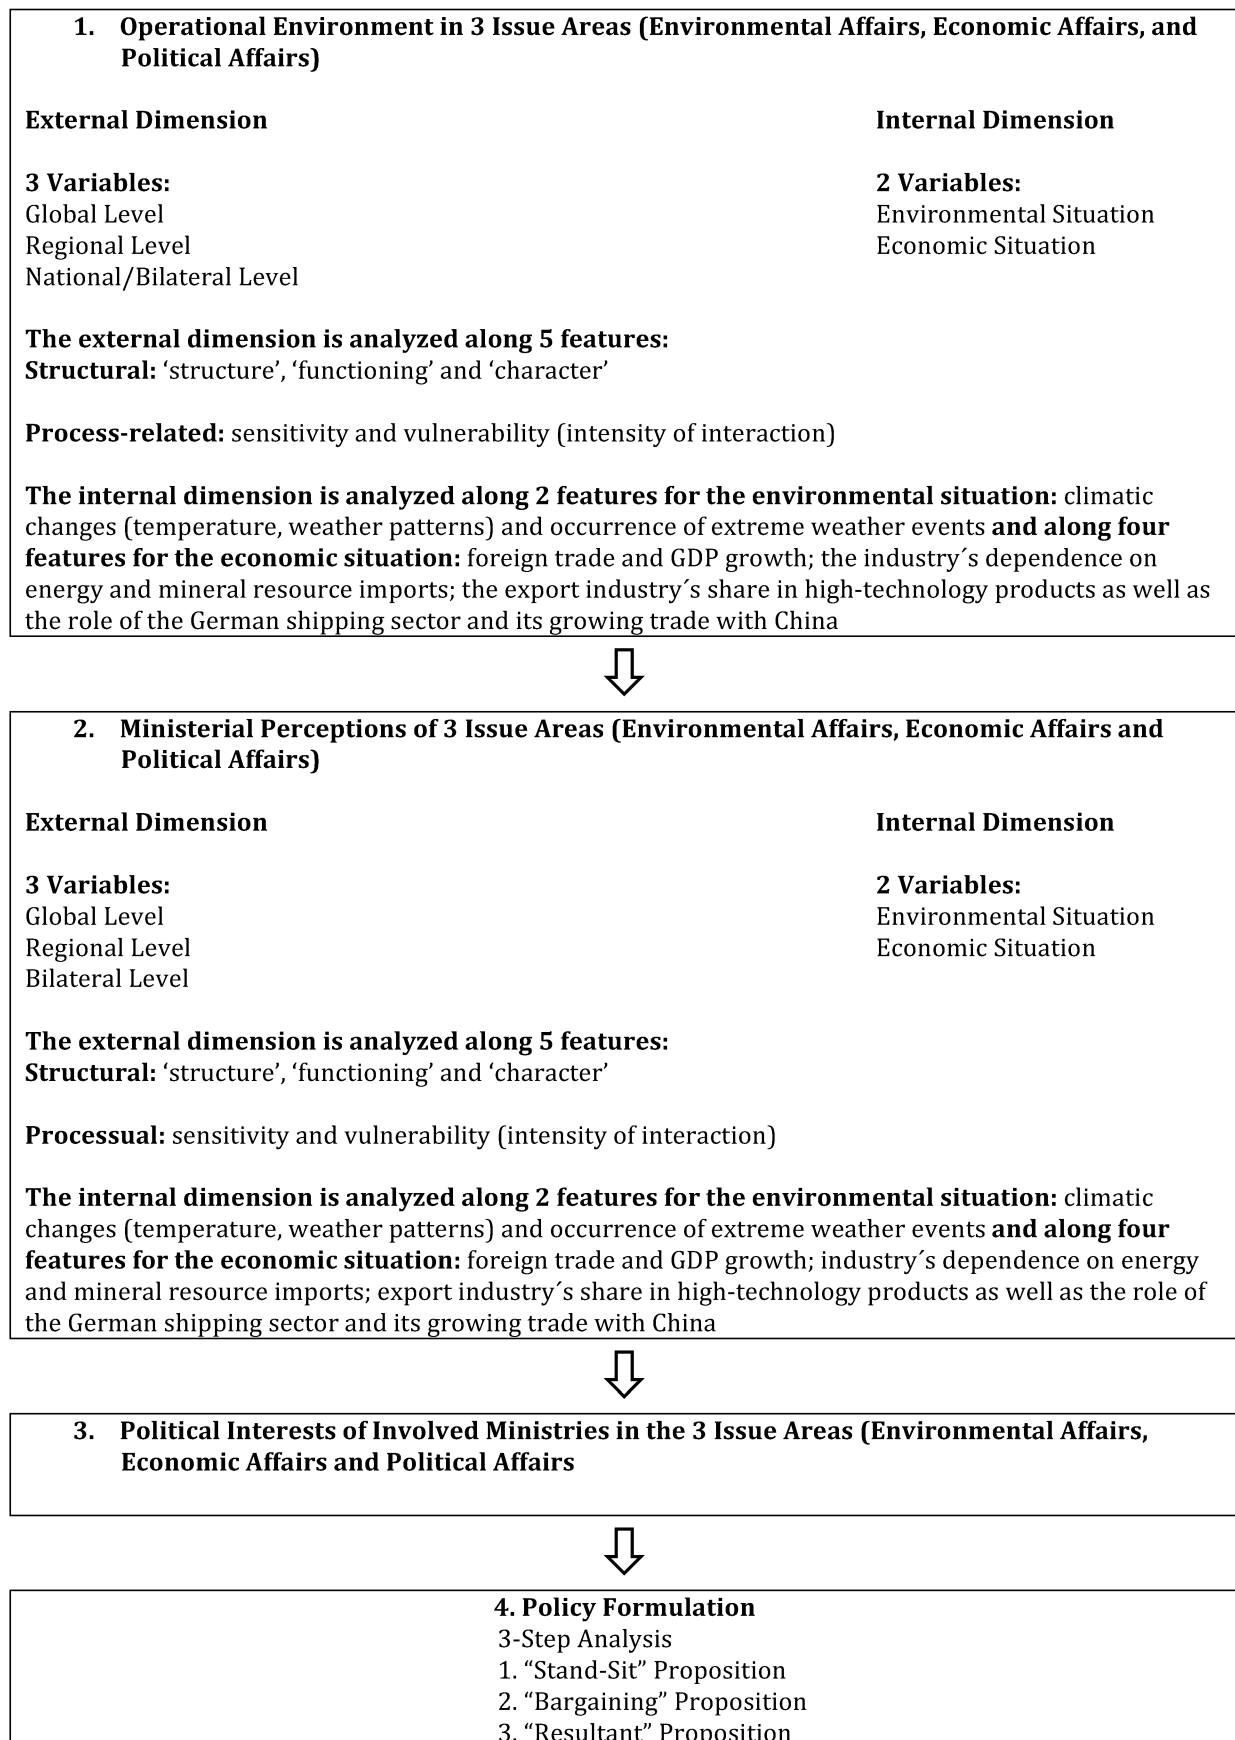 1. Operational Environment in 3 Issue Areas (Environmental Affairs, Economic Affairs, and
Political Affairs)
External Dimension Internal Dimension
3 Variables: 2 Variables:
Global Level Environmental Situation
Regional Level Economic Situation
National/Bilateral Level
The external dimension is analyzed along 5 features:
Structural: ‘structure’, ‘functioning’ and ‘character’
Process-related: sensitivity and vulnerability (intensity of interaction)
The internal dimension is analyzed along 2 features for the environmental situation: climatic
changes (temperature, weather patterns) and occurrence of extreme weather events and along four
features for the economic situation: foreign trade and GDP growth; the industry´s dependence on
energy and mineral resource imports; the export industry´s share in high-technology products as well as
the role of the German shipping sector and its growing trade with China
2. Ministerial Perceptions of 3 Issue Areas (Environmental Affairs, Economic Affairs and
Political Affairs)
External Dimension Internal Dimension
3 Variables: 2 Variables:
Global Level Environmental Situation
Regional Level Economic Situation
Bilateral Level
The external dimension is analyzed along 5 features:
Structural: ‘structure’, ‘functioning’ and ‘character’
Processual: sensitivity and vulnerability (intensity of interaction)
The internal dimension is analyzed along 2 features for the environmental situation: climatic
changes (temperature, weather patterns) and occurrence of extreme weather events and along four
features for the economic situation: foreign trade and GDP growth; industry´s dependence on energy
and mineral resource imports; export industry´s share in high-technology products as well as the role of
the German shipping sector and its growing trade with China
3. Political Interests of Involved Ministries in the 3 Issue Areas (Environmental Affairs,
Economic Affairs and Political Affairs
4. Policy Formulation
3-Step Analysis
1. “Stand-Sit” Proposition
2. “Bargaining” Proposition
3. “Resultant” Proposition